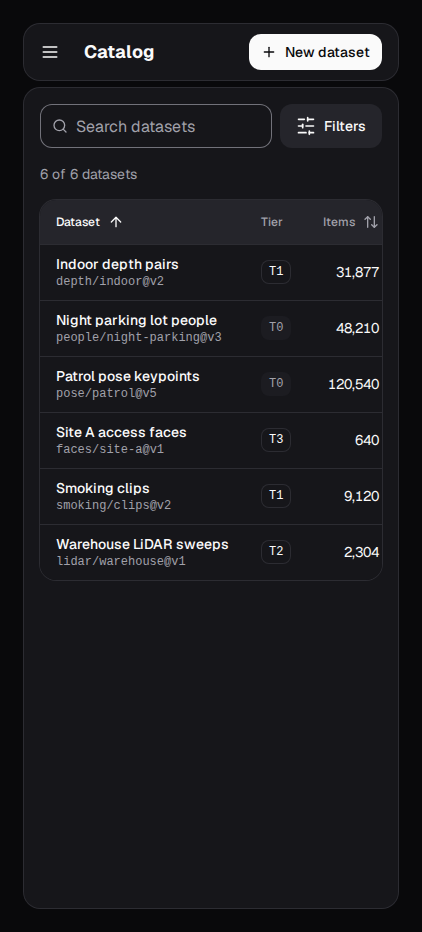 Catalog
New dataset
Search datasets
Filters
6 of 6 datasets
Dataset Tier Items
Indoor depth pairs T1 31,877
depth/indoor@v2
Night parking lot people T0 48,210
people/night-parking@v3
Patrol pose keypoints T0 120,540
pose/patrol@v5
Site A access faces T3 640
faces/site-a@v1
Smoking clips T1 9,120
smoking/clips@v2
Warehouse LiDAR sweeps T2 2,304
lidar/warehouse@v1